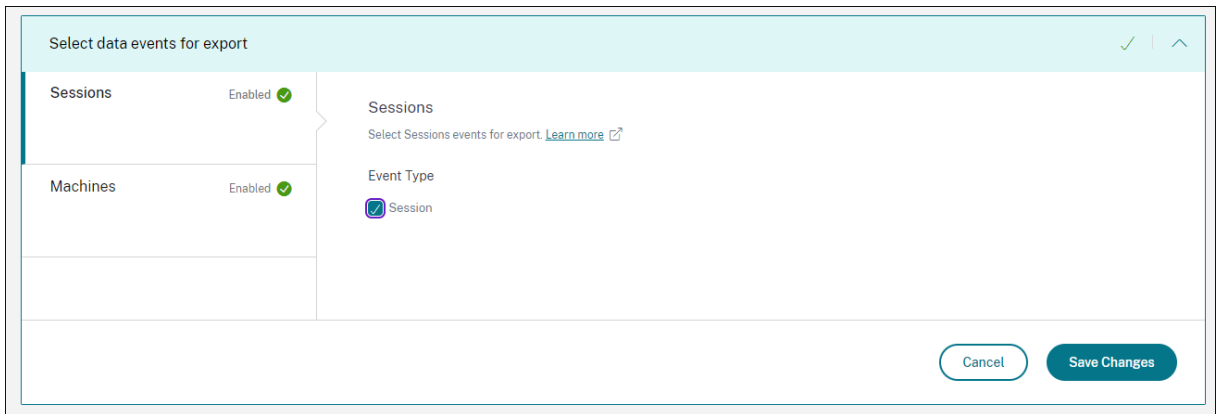 Select data events for export
Sessions
Enabled
Machines
Enabled
Sessions
Select Sessions events for export. Learn more
Event Type
Session
Cancel
Save Changes